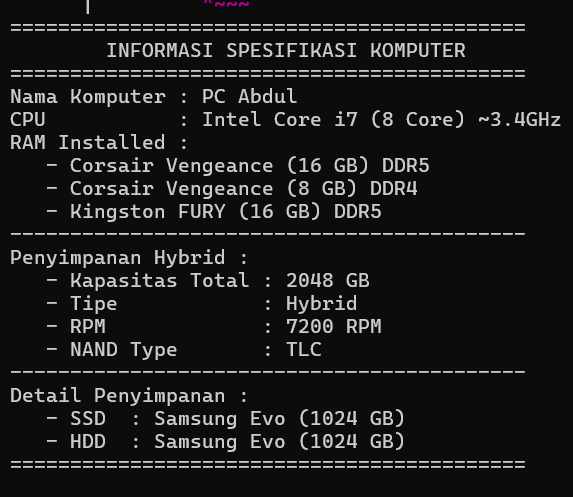 | ^~~~
===========================================
INFORMASI SPESIFIKASI KOMPUTER
===========================================
Nama Komputer : PC Abdul
CPU           : Intel Core i7 (8 Core) ~3.4GHz
RAM Installed :
   - Corsair Vengeance (16 GB) DDR5
   - Corsair Vengeance (8 GB) DDR4
   - Kingston FURY (16 GB) DDR5
-------------------------------------------
Penyimpanan Hybrid :
   - Kapasitas Total : 2048 GB
   - Tipe            : Hybrid
   - RPM             : 7200 RPM
   - NAND Type       : TLC
-------------------------------------------
Detail Penyimpanan :
   - SSD  : Samsung Evo (1024 GB)
   - HDD  : Samsung Evo (1024 GB)
===========================================